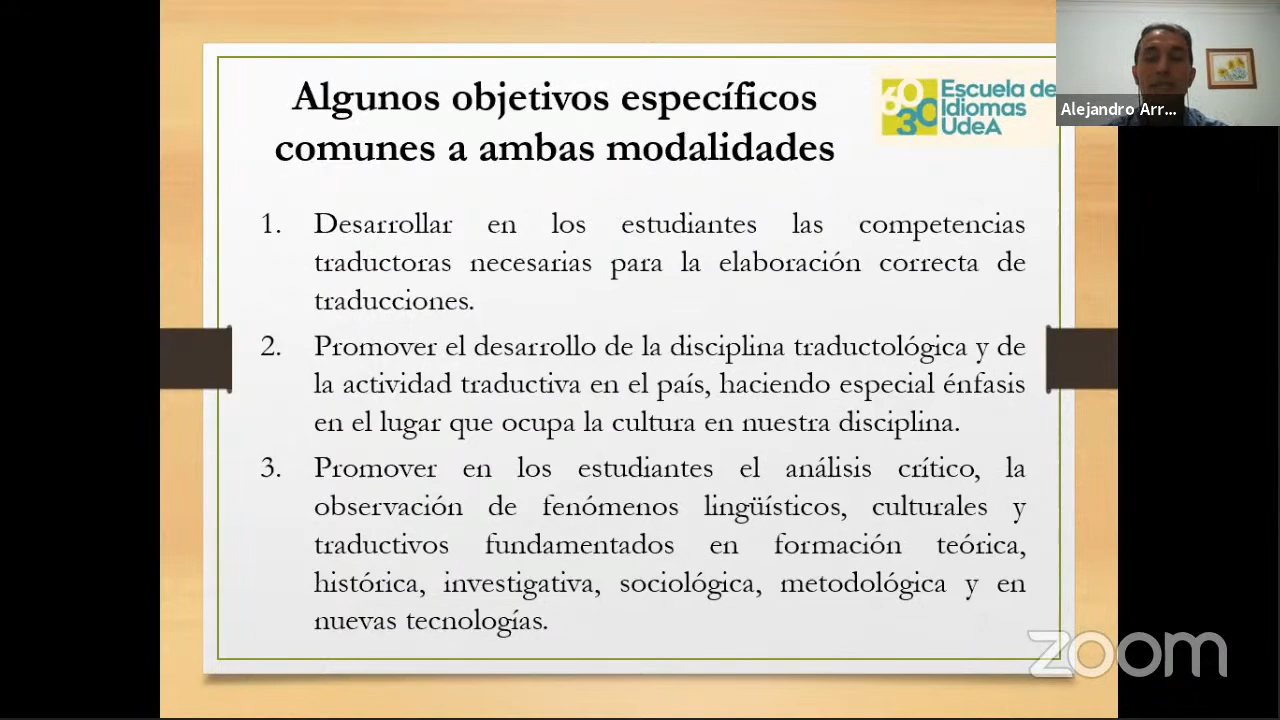 Algunos objetivos específicos
comunes a ambas modalidades
60
30
Escuela de
Idiomas
UdeA
Alejandro Arr...
1. Desarrollar en los estudiantes las competencias
traductoras necesarias para la elaboración correcta de
traducciones.
2. Promover el desarrollo de la disciplina traductológica y de
la actividad traductiva en el país, haciendo especial énfasis
en el lugar que ocupa la cultura en nuestra disciplina.
3. Promover en los estudiantes el análisis crítico, la
observación de fenómenos lingüísticos, culturales y
traductivos fundamentados en formación teórica,
histórica, investigativa, sociológica, metodológica y en
nuevas tecnologías.
zoom